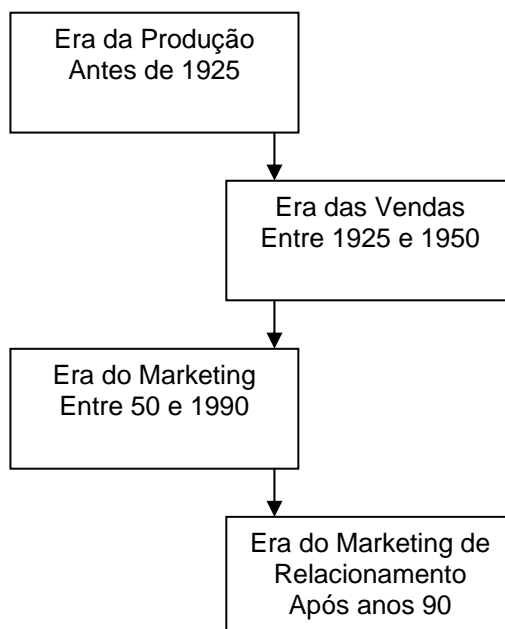 Era da Produção
Antes de 1925
Era das Vendas
Entre 1925 e 1950
Era do Marketing
Entre 50 e 1990
Era do Marketing de
Relacionamento
Após anos 90